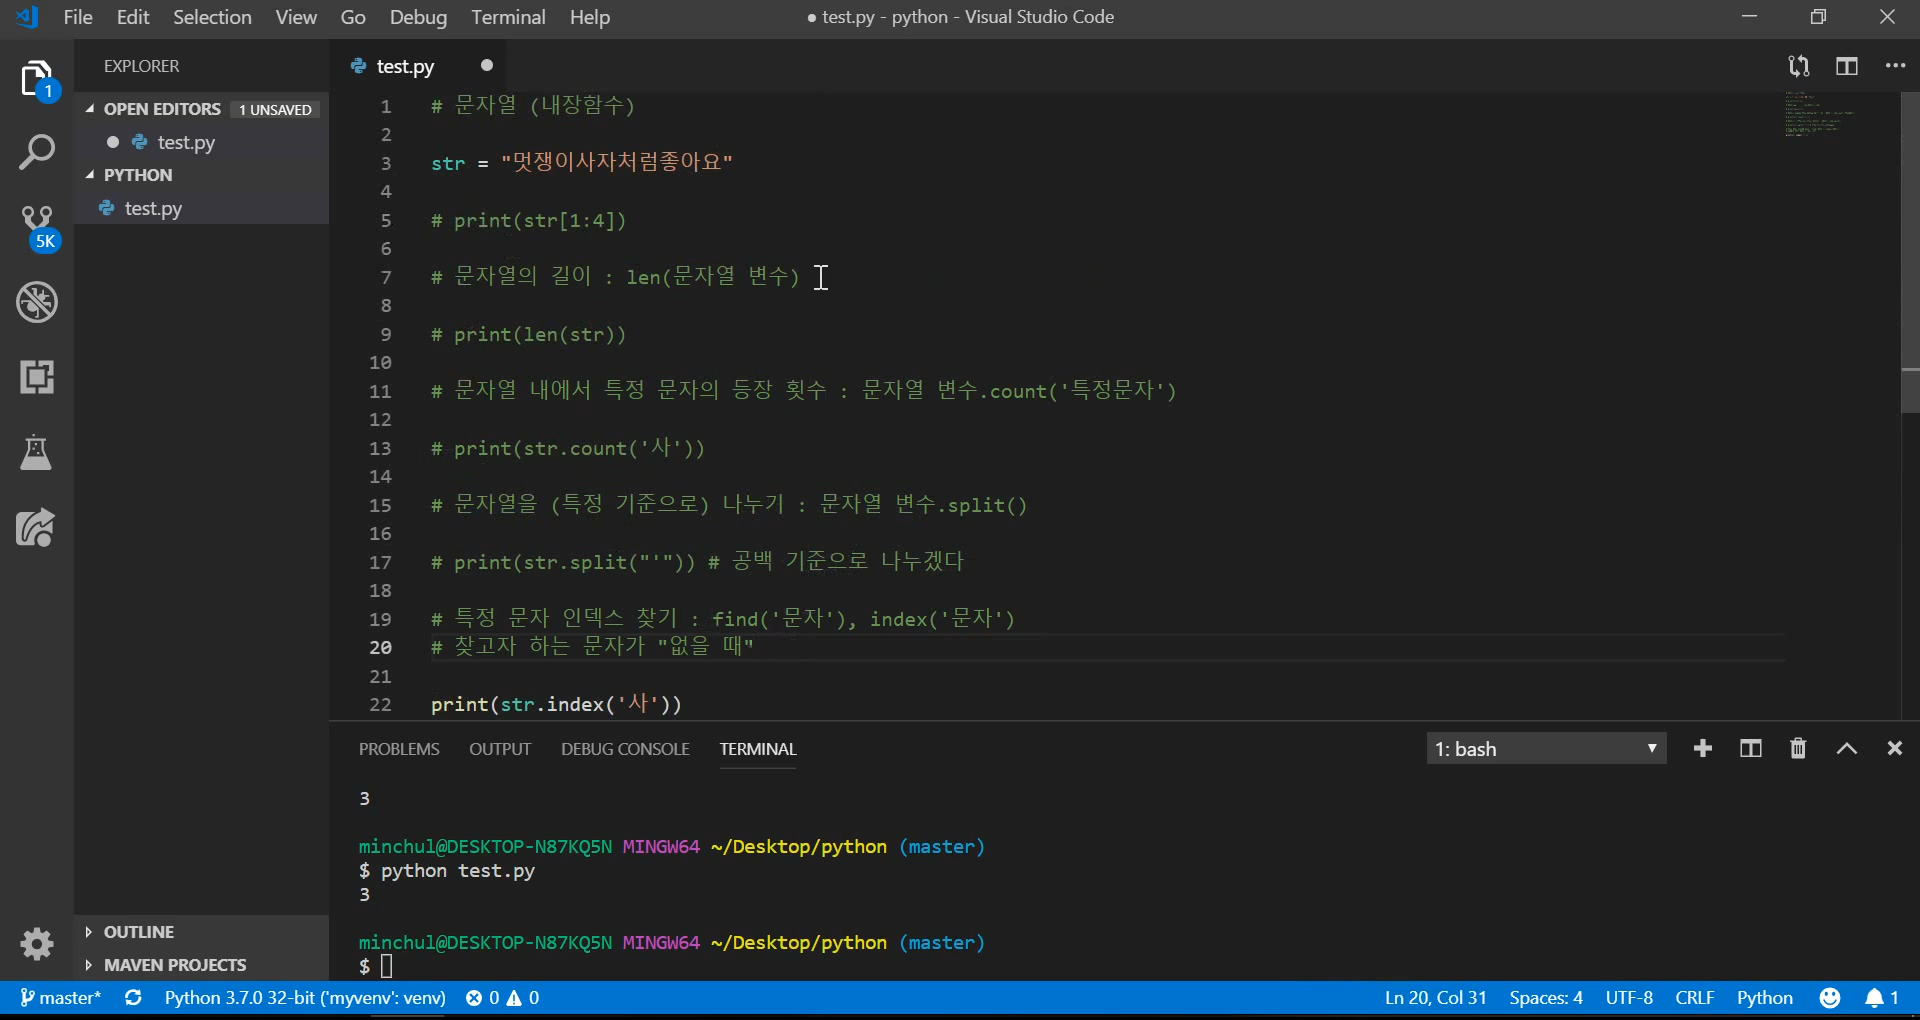 File Edit Selection View Go Debug Terminal Help
● test.py - python - Visual Studio Code
EXPLORER
OPEN EDITORS 1 UNSAVED
test.py
PYTHON
test.py
OUTLINE
MAVEN PROJECTS
1
5K
test.py
1 # 문자열 (내장함수)
2
3 str = "멋쟁이사자처럼좋아요"
4
5 # print(str[1:4])
6
7 # 문자열의 길이 : len(문자열 변수)
8
9 # print(len(str))
10
11 # 문자열 내에서 특정 문자의 등장 횟수 : 문자열 변수.count('특정문자')
12
13 # print(str.count('사'))
14
15 # 문자열을 (특정 기준으로) 나누기 : 문자열 변수.split()
16
17 # print(str.split("'")) # 공백 기준으로 나누겠다
18
19 # 특정 문자 인덱스 찾기 : find('문자'), index('문자')
20 # 찾고자 하는 문자가 "없을 때"
21
22 print(str.index('사'))
PROBLEMS OUTPUT DEBUG CONSOLE TERMINAL
1: bash
3
minchul@DESKTOP-N87KQ5N MINGW64 ~/Desktop/python (master)
$ python test.py
3
minchul@DESKTOP-N87KQ5N MINGW64 ~/Desktop/python (master)
$
master* Python 3.7.0 32-bit ('myvenv': venv) 0 0
Ln 20, Col 31 Spaces: 4 UTF-8 CRLF Python 1